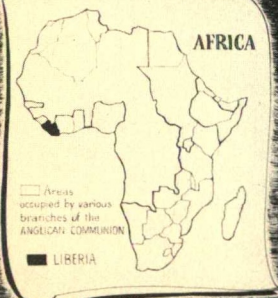 AFRICA
Areas
occupied by various
branches of the
ANGLICAN COMMUNION
LIBERIA